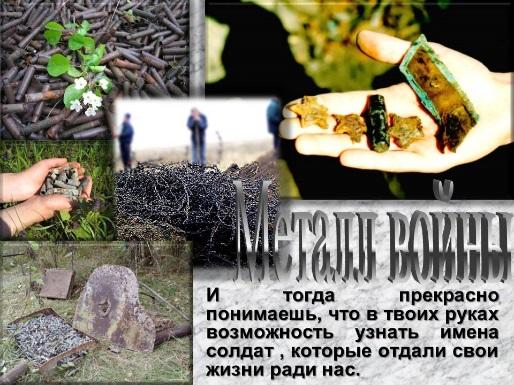 Металл войны
И тогда прекрасно
понимаешь, что в твоих руках
возможность узнать имена
солдат , которые отдали свои
жизни ради нас.